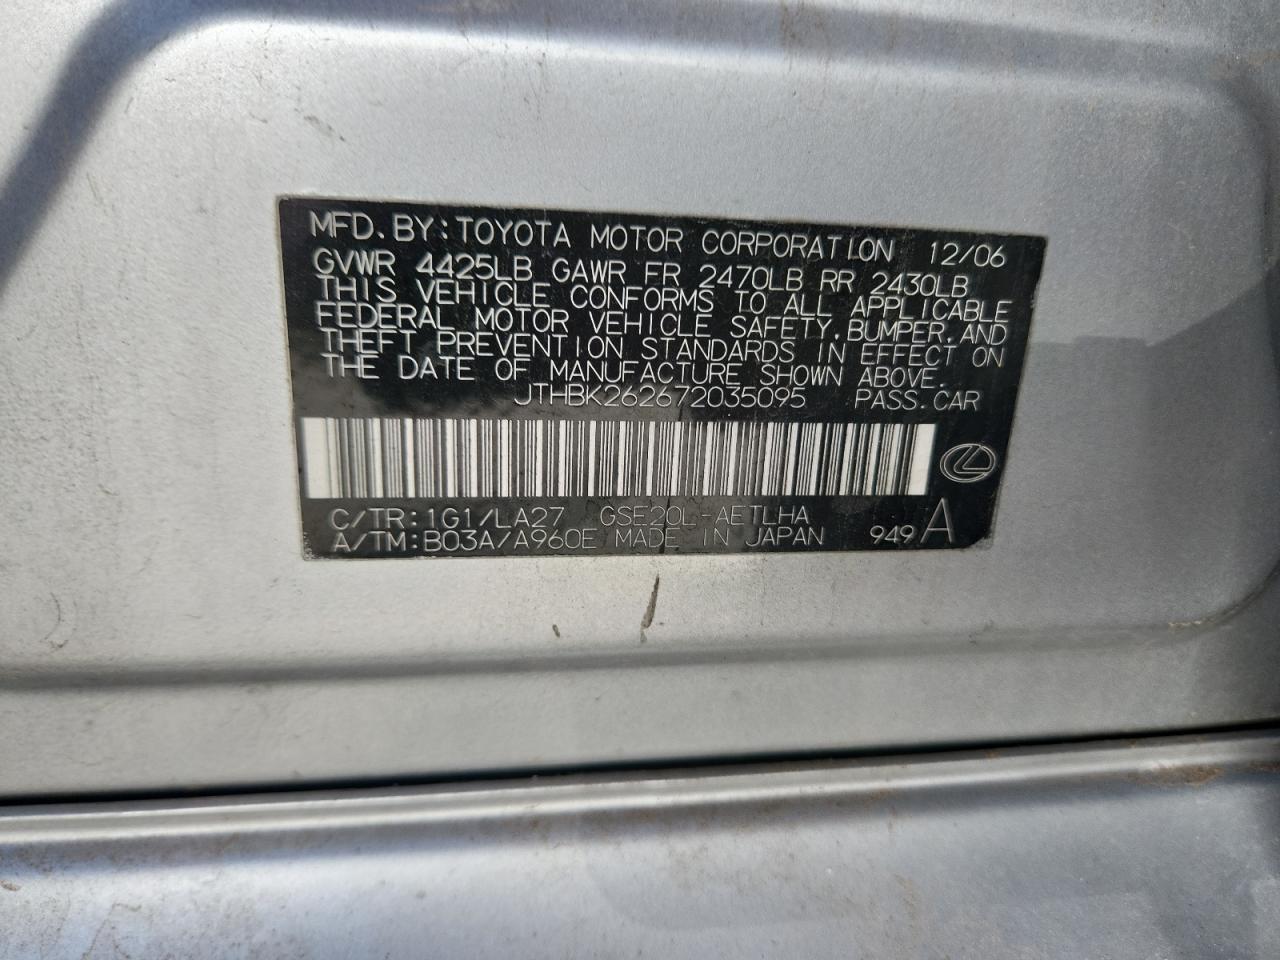 MFD. BY: TOYOTA MOTOR CORPORATION 12/06
GVWR 4425LB GAWR FR 2470LB RR 2430LB
THIS VEHICLE CONFORMS TO ALL APPLICABLE
FEDERAL MOTOR VEHICLE SAFETY, BUMPER, AND
THEFT PREVENTION STANDARDS IN EFFECT ON
THE DATE OF MANUFACTURE SHOWN ABOVE.
JTHBK262672035095 PASS. CAR
C/TR: 1G1/LA27 GSE20L-AETLHA
A/TM: B03A/A960E MADE IN JAPAN 949 A